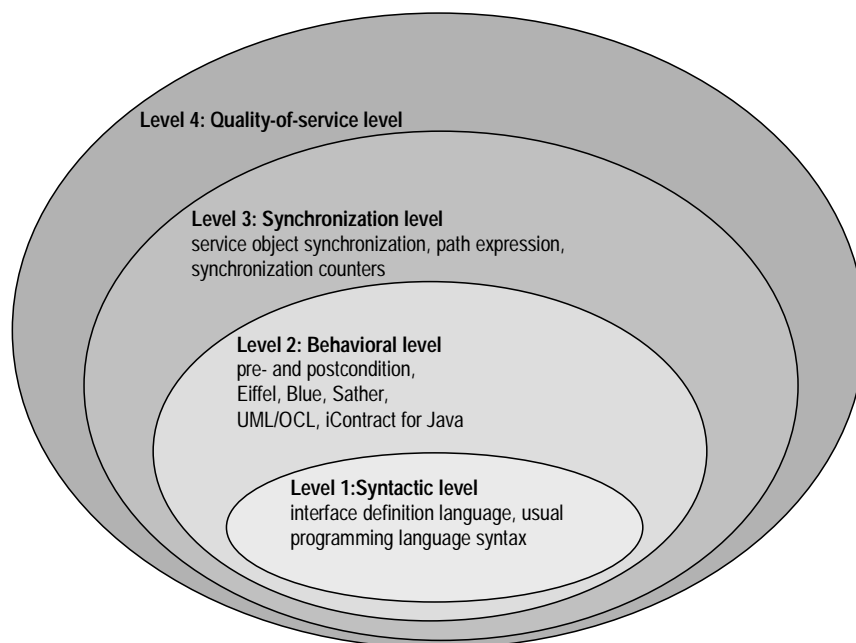 Level 4: Quality-of-service level
Level 3: Synchronization level
service object synchronization, path expression,
synchronization counters
Level 2: Behavioral level
pre- and postcondition,
Eiffel, Blue, Sather,
UML/OCL, iContract for Java
Level 1:Syntactic level
interface definition language, usual
programming language syntax